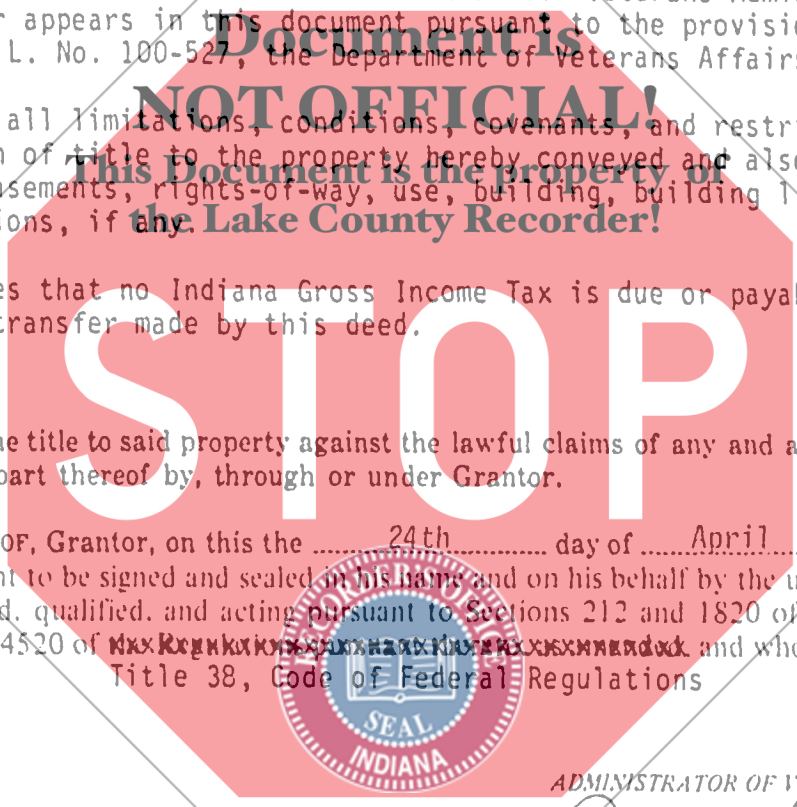 r appears in this document pursuant to the provisio
L. No. 100-527, the Department of Veterans Affairs
Document is
NOT OFFICIAL!
This Document is the property of
the Lake County Recorder!
all limitations, conditions, covenants, and restri
n of title to the property hereby conveyed and also
sements, rights-of-way, use, building, building l
ons, if any.
es that no Indiana Gross Income Tax is due or paya
transfer made by this deed.
STOP
e title to said property against the lawful claims of any and a
part thereof by, through or under Grantor.
OF, Grantor, on this the 24th day of April
nt to be signed and sealed in his name and on his behalf by the u
d, qualified, and acting pursuant to Sections 212 and 1820 of
4520 of and who
Title 38, Code of Federal Regulations
RECORDER'S OFFICE
SEAL
INDIANA
ADMINISTRATOR OF V